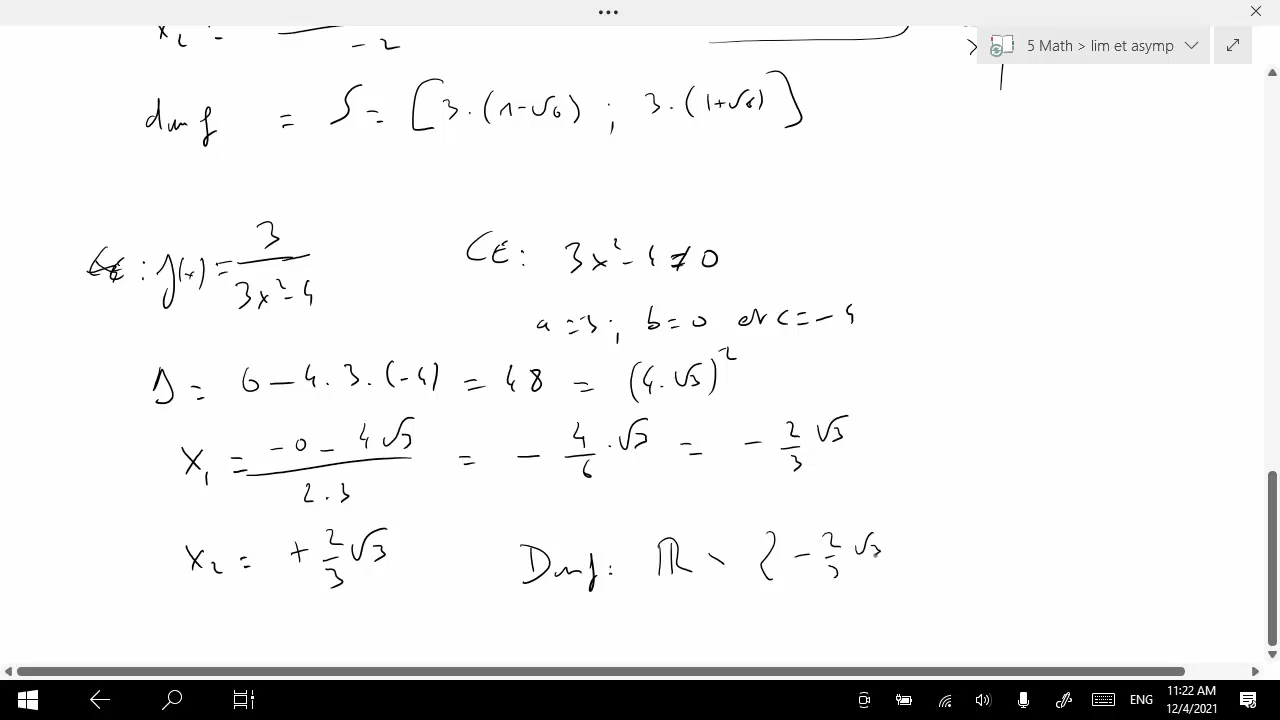 5 Math > lim et asymp
x₂ =
-2
dom f = S = [3.(1-√6) ; 3.(1+√6)]
: f(x) = 3/(3x²-4) CE: 3x²-4 ≠ 0
a = 3; b = 0 et c = -4
Δ = 0 - 4.3.(-4) = 48 = (4.√3)²
x₁ = (-0 - 4√3)/(2.3) = -4/6 .√3 = -2/3 √3
x₂ = + 2/3 √3 Dom f: ℝ \ { -2/3 √3
ENG
11:22 AM
12/4/2021